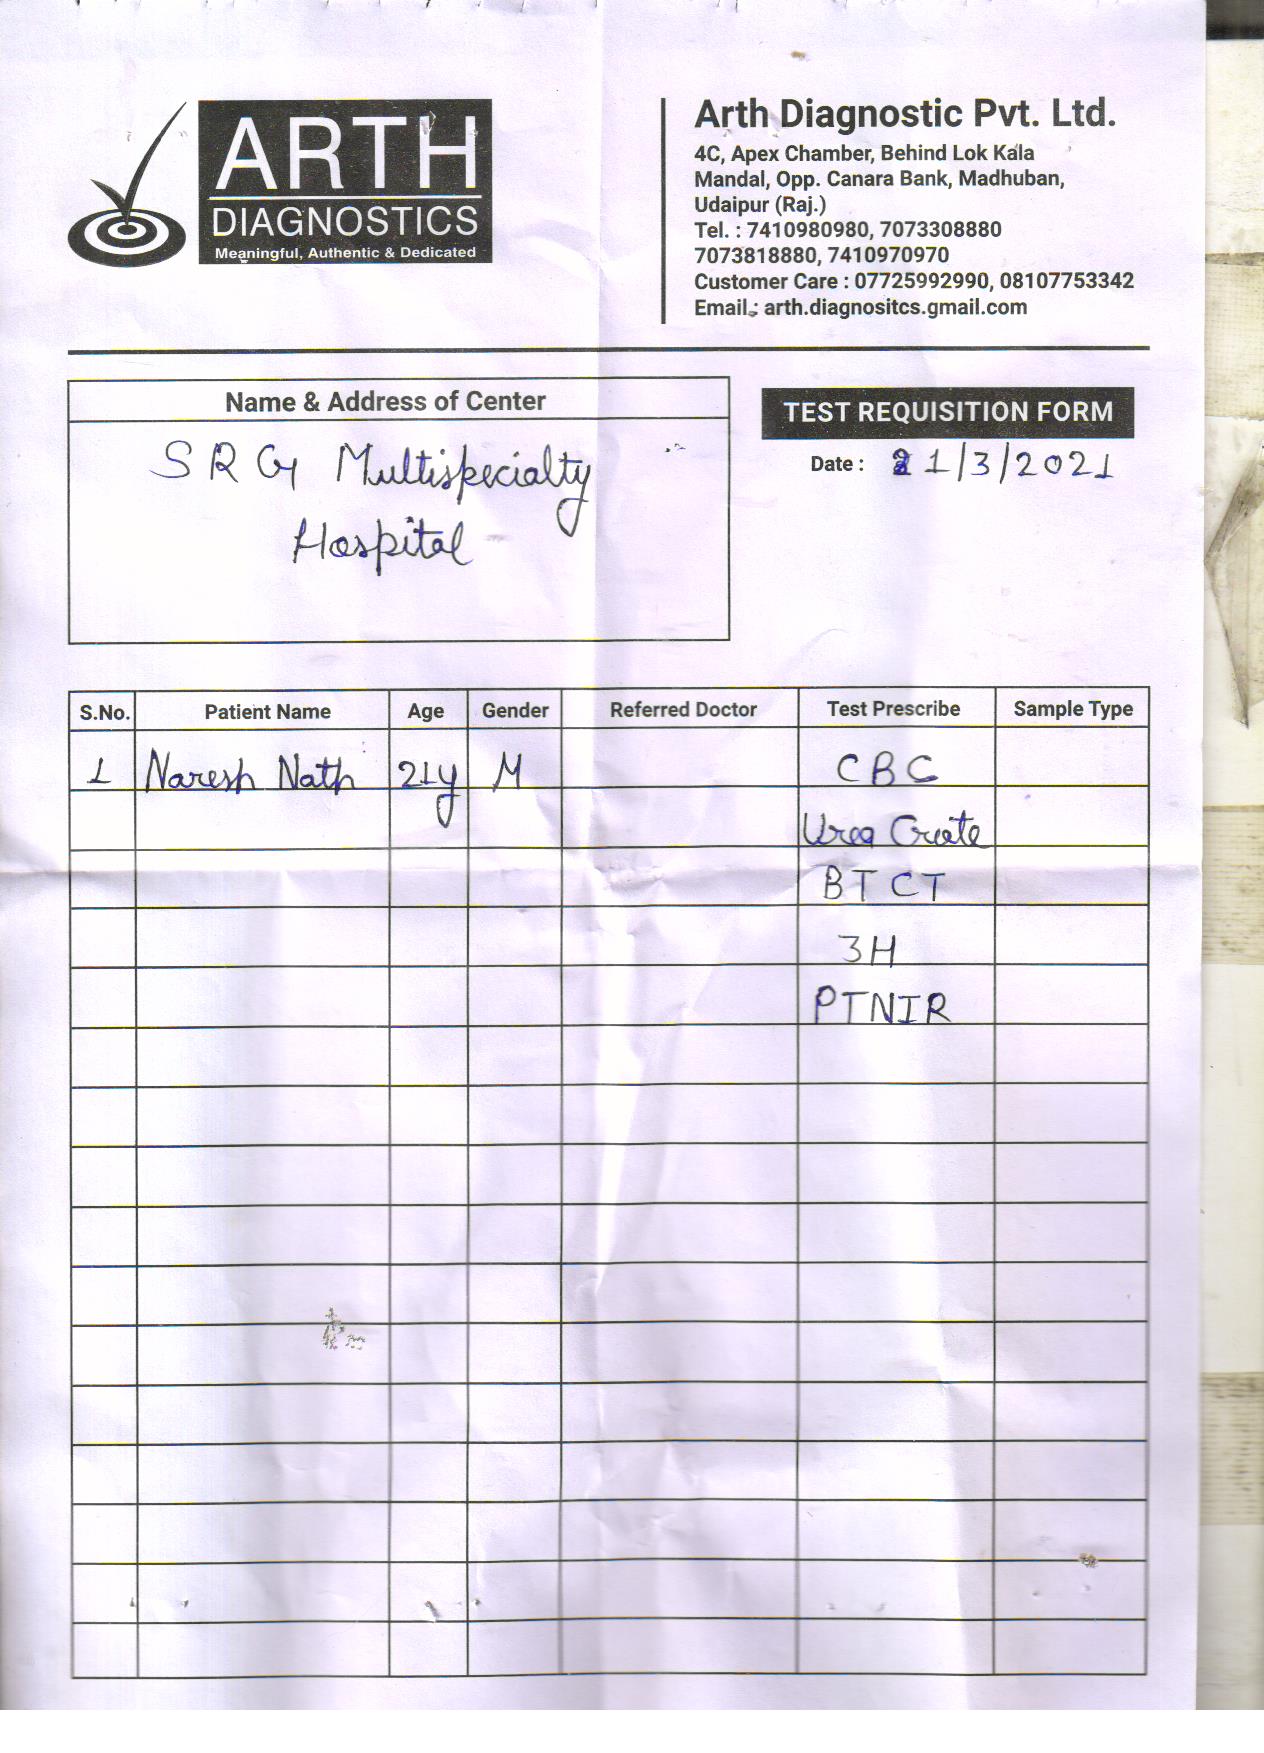 ARTH
DIAGNOSTICS
Meaningful, Authentic & Dedicated
Arth Diagnostic Pvt. Ltd.
4C, Apex Chamber, Behind Lok Kala
Mandal, Opp. Canara Bank, Madhuban,
Udaipur (Raj.)
Tel. : 7410980980, 7073308880
7073818880, 7410970970
Customer Care : 07725992990, 08107753342
Email : arth.diagnositcs.gmail.com
Name & Address of Center
SRG Multispecialty
Hospital
TEST REQUISITION FORM
Date : 21/3/2021
S.No. Patient Name Age Gender Referred Doctor Test Prescribe Sample Type
1 Naresh Nath 21y M CBC
Urea Create
BT CT
3H
PTNIR